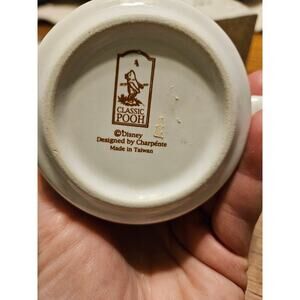 CLASSIC
POOH
©Disney
Designed by Charpente
Made in Taiwan